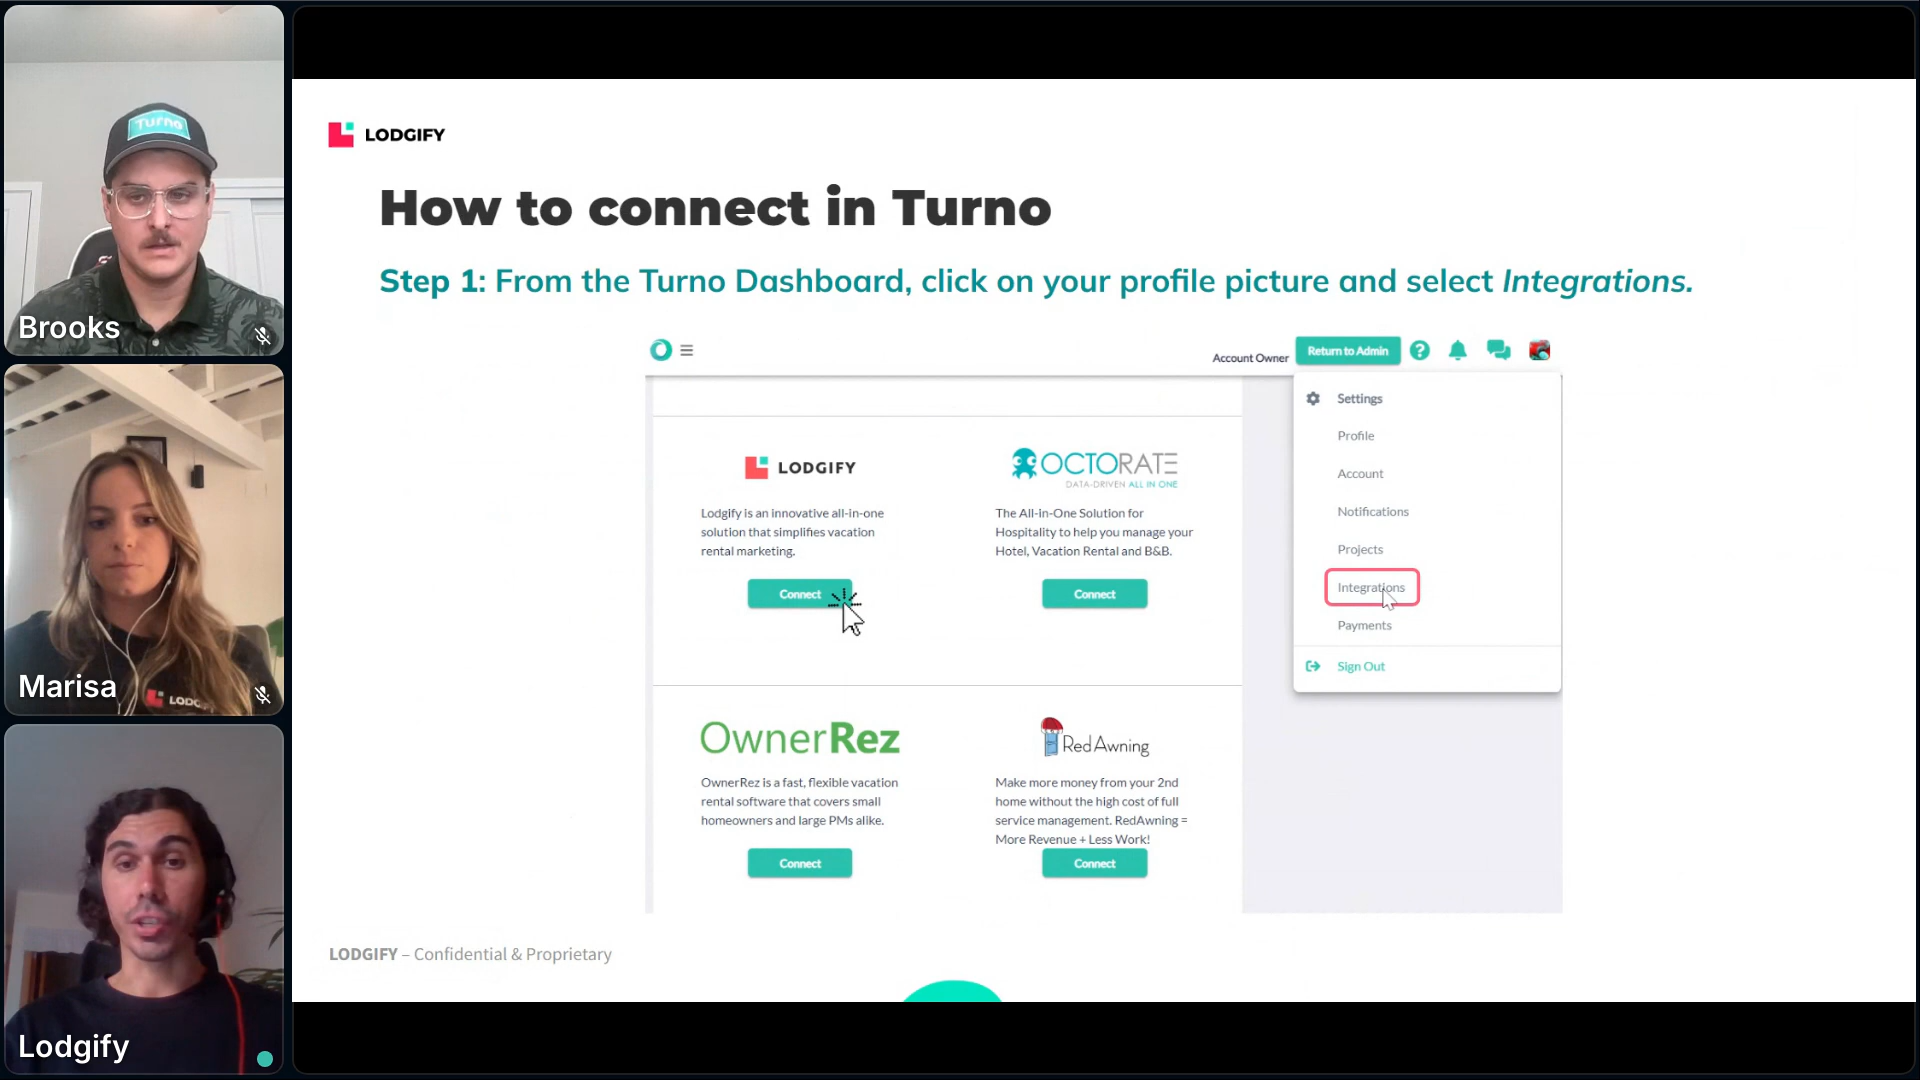 Turno
Brooks
LODG
Marisa
Lodgify
LODGIFY
How to connect in Turno
Step 1: From the Turno Dashboard, click on your profile picture and select Integrations.
Account Owner
Return to Admin
?
Settings
Profile
Account
Notifications
Projects
Integrations
Payments
Sign Out
LODGIFY
Lodgify is an innovative all-in-one
solution that simplifies vacation
rental marketing.
Connect
OCTORATE
DATA-DRIVEN ALL IN ONE
The All-in-One Solution for
Hospitality to help you manage your
Hotel, Vacation Rental and B&B.
Connect
OwnerRez
OwnerRez is a fast, flexible vacation
rental software that covers small
homeowners and large PMs alike.
Connect
RedAwning
Make more money from your 2nd
home without the high cost of full
service management. RedAwning =
More Revenue + Less Work!
Connect
LODGIFY – Confidential & Proprietary